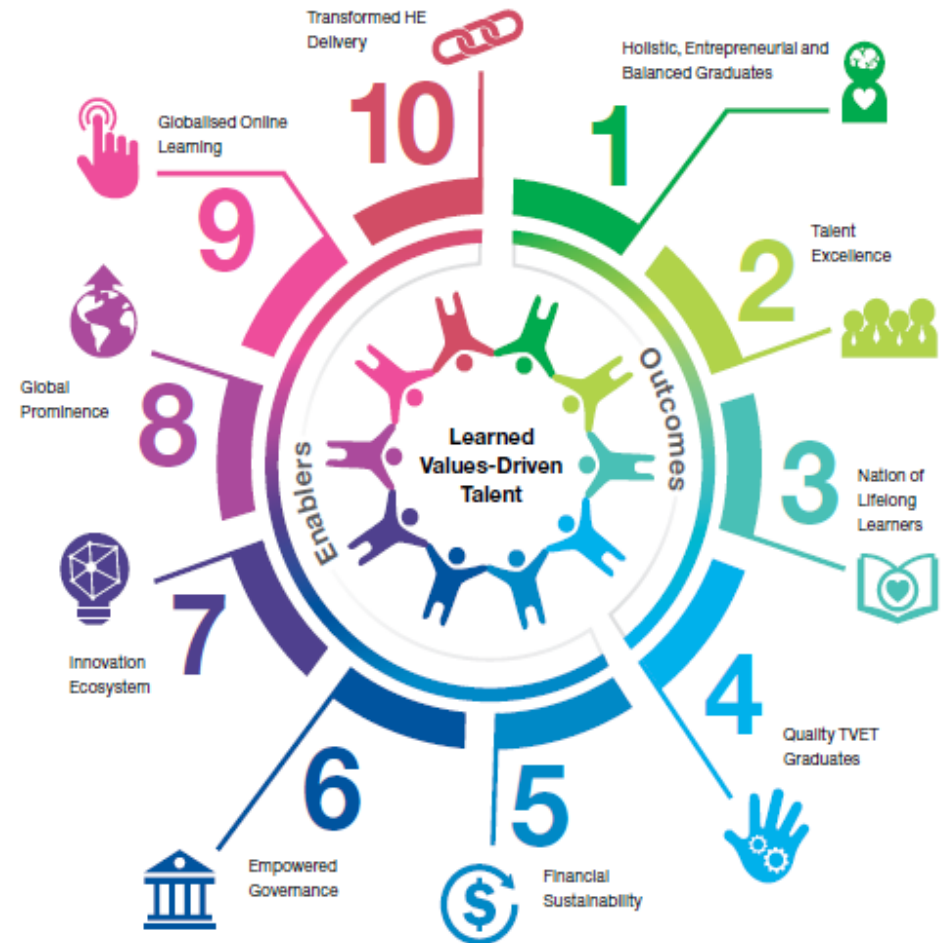 Transformed HE
Delivery
10
Holistic, Entrepreneurial and
Balanced Graduates
1
Globalised Online
Learning
9
Talent
Excellence
2
Global
Prominence
8
Enablers
Outcomes
Learned
Values-Driven
Talent
3
Nation of
Lifelong
Learners
Innovation
Ecosystem
7
4
Quality TVET
Graduates
6
Empowered
Governance
5
Financial
Sustainability
$